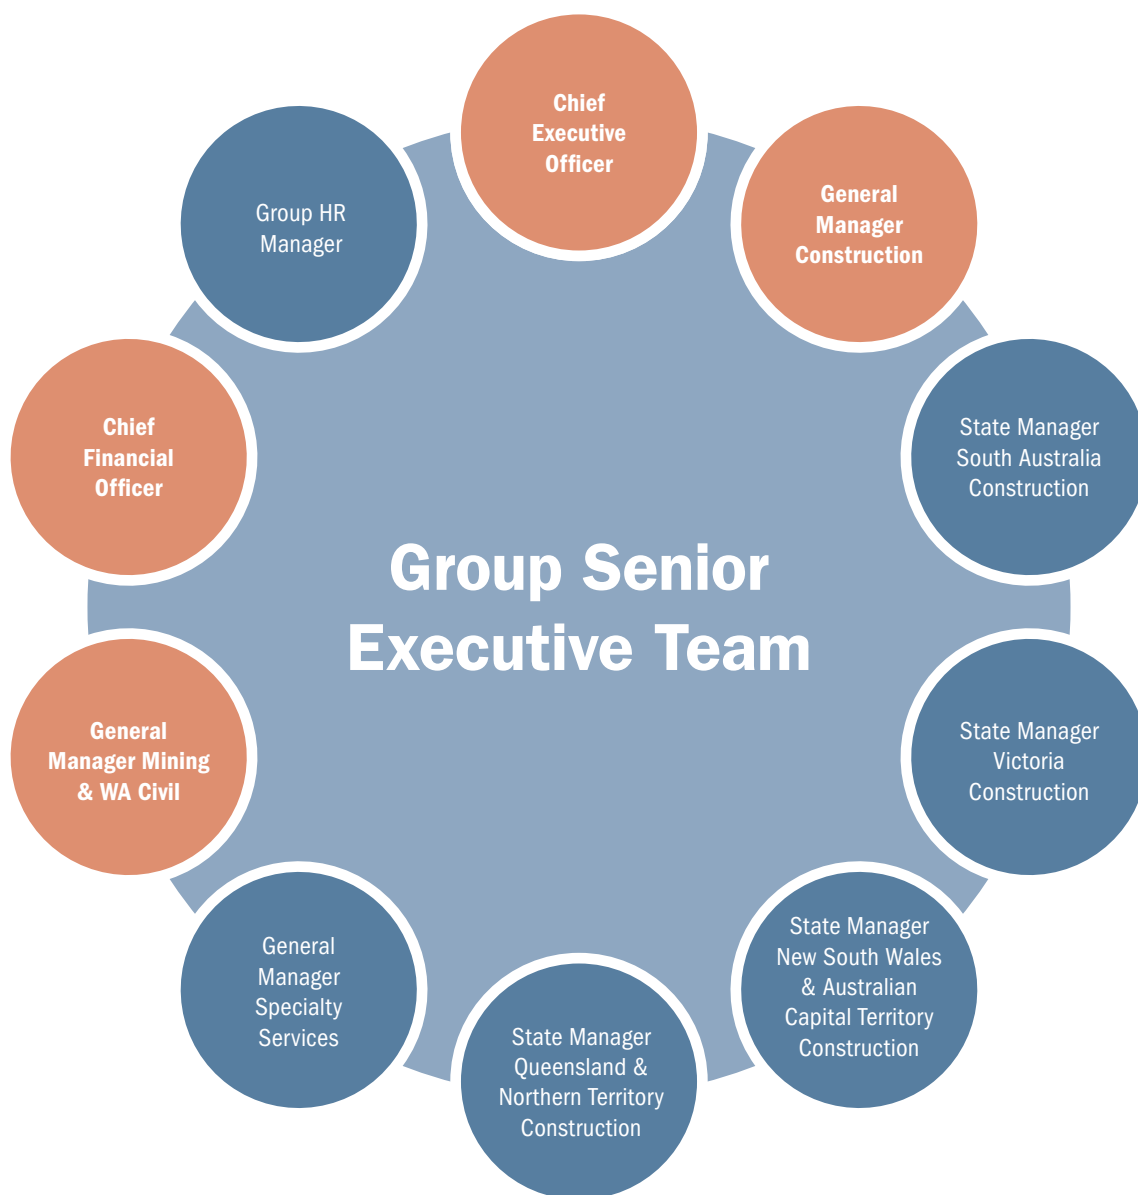 Chief
Executive
Officer
General
Manager
Construction
State Manager
South Australia
Construction
State Manager
Victoria
Construction
State Manager
New South Wales
& Australian
Capital Territory
Construction
State Manager
Queensland &
Northern Territory
Construction
General
Manager
Specialty
Services
General
Manager Mining
& WA Civil
Chief
Financial
Officer
Group HR
Manager
Group Senior
Executive Team